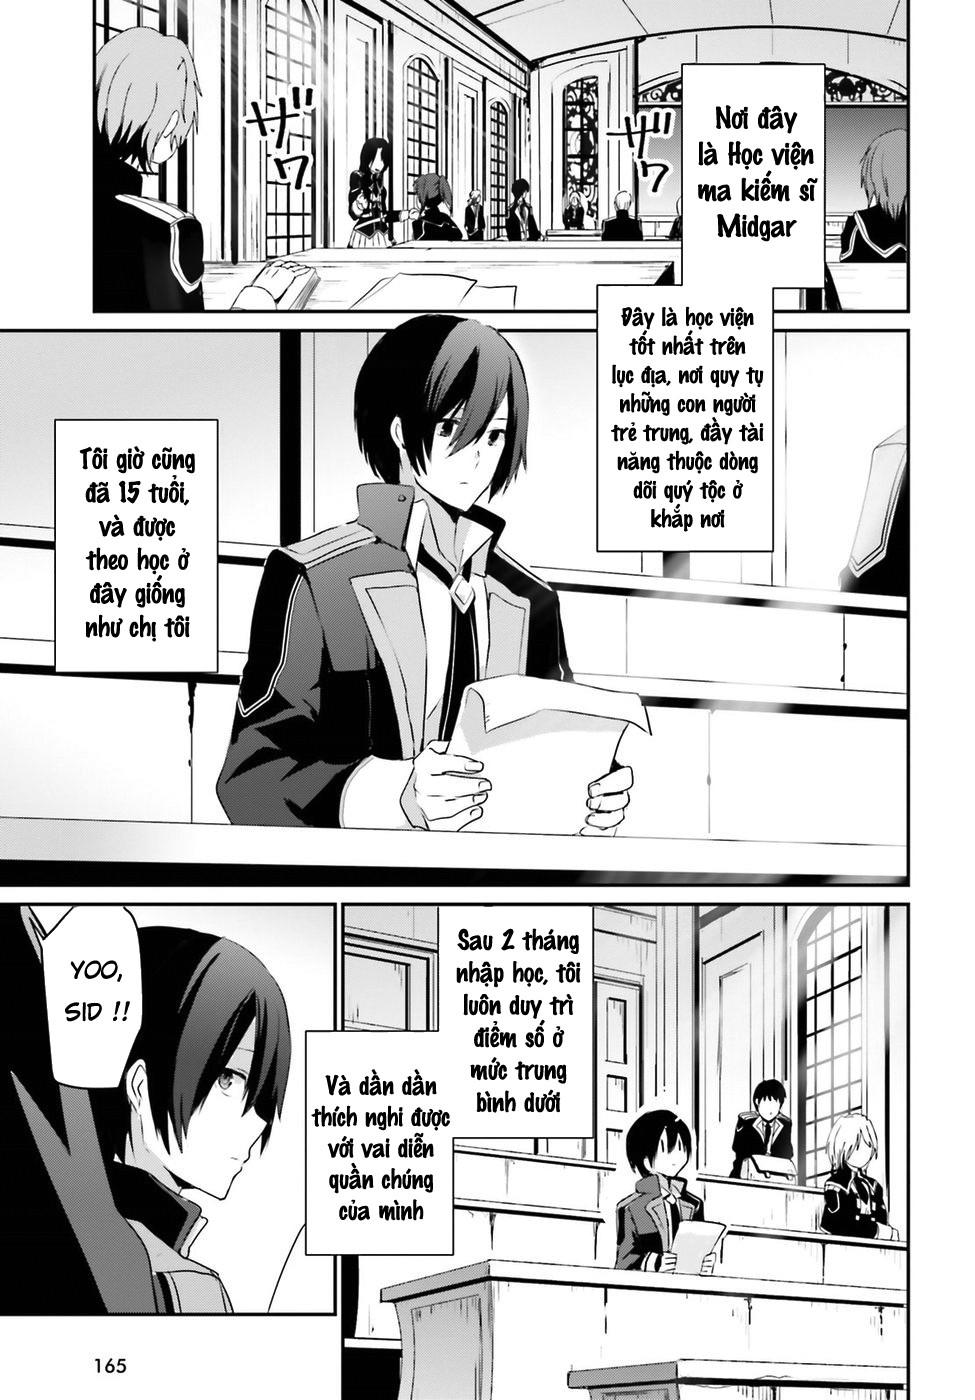 Nơi đây
là Học viện
ma kiếm sĩ
Midgar
ザワ
ザワ
Đây là học viện
tốt nhất trên
lục địa, nơi quy tụ
những con người
trẻ trung, đầy tài
năng thuộc dòng
dõi quý tộc ở
khắp nơi
Tôi giờ cũng
đã 15 tuổi,
và được
theo học ở
đây giống
như chị tôi
Sau 2 tháng
nhập học, tôi
luôn duy trì
điểm số ở
mức trung
bình dưới
Và dần dần
thích nghi được
với vai diễn
quần chúng
của mình
YOO,
SID !!
165